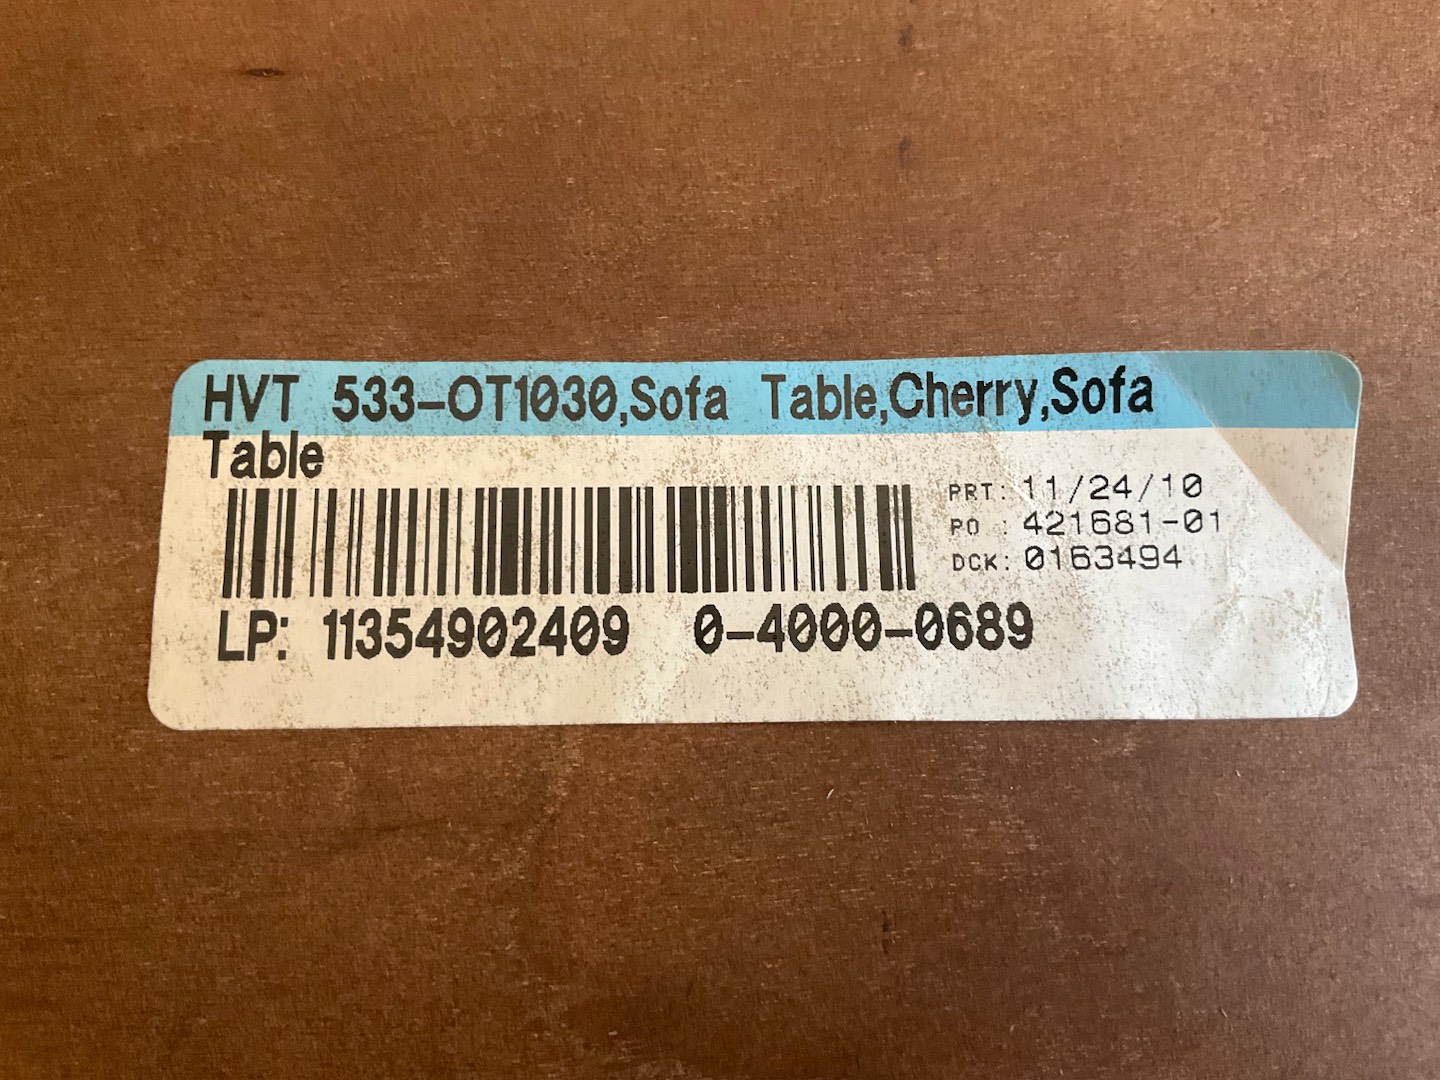 HVT 533-OT1030,Sofa Table,Cherry,Sofa
Table
PRT: 11/24/10
PO : 421681-01
DCK: 0163494
LP: 11354902409 0-4000-0689